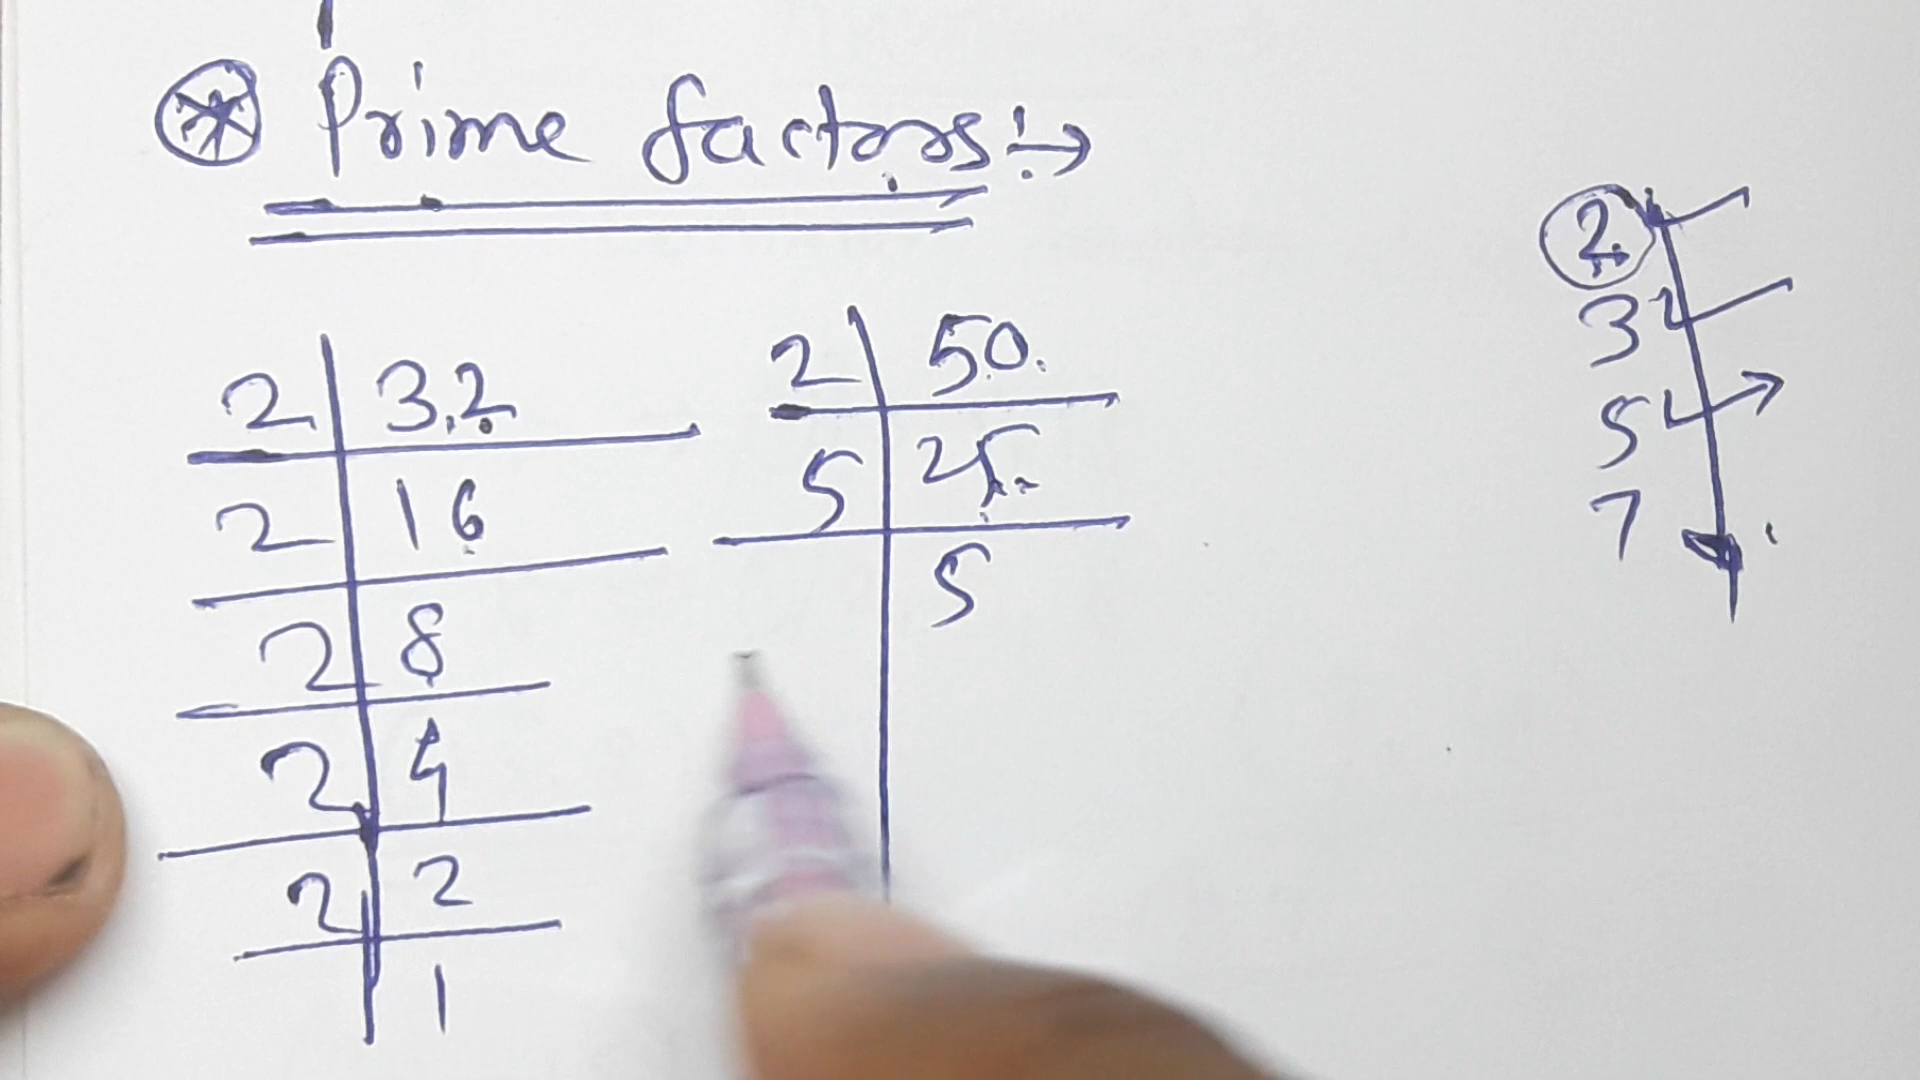 * Prime factors :→
2 | 32
2 | 16
2 | 8
2 | 4
2 | 2
1
2 | 50
5 | 25
5
2
3
5
7